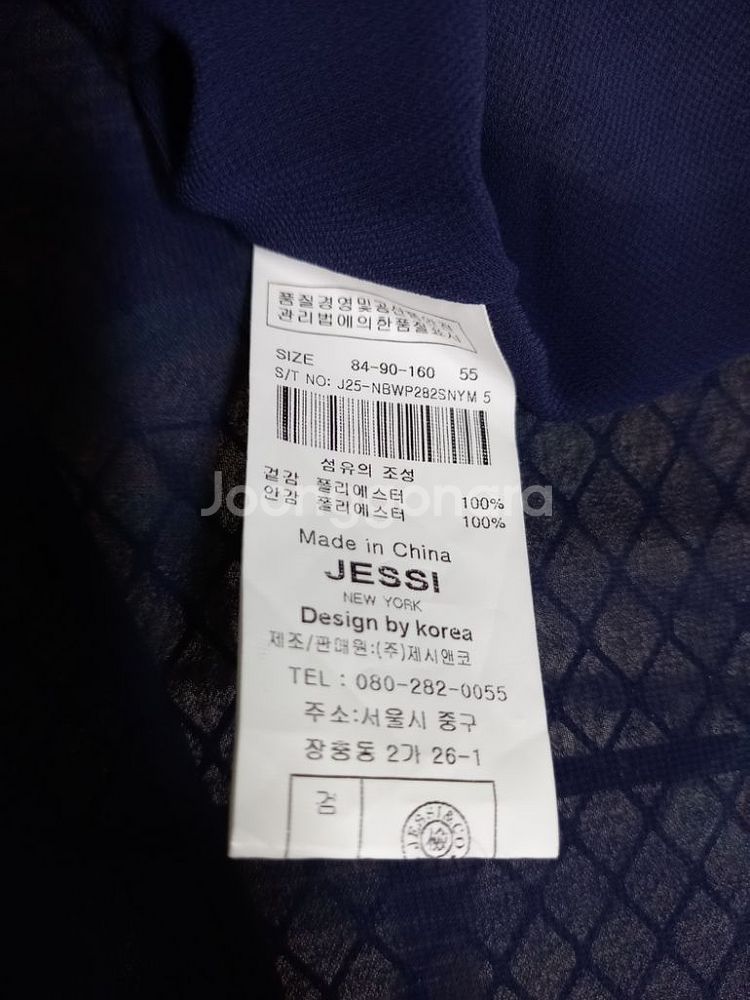 품질경영및공산품안전
관리법에의한품질표시
SIZE 84-90-160 55
S/T NO: J25-NBWP282SNYM 5
섬유의 조성
겉감 폴리에스터 100%
안감 폴리에스터 100%
Joonggonara
Made in China
JESSI
NEW YORK
Design by korea
제조/판매원:(주)제시앤코
TEL : 080-282-0055
주소:서울시 중구
장충동 2가 26-1
검
JESSI&CO